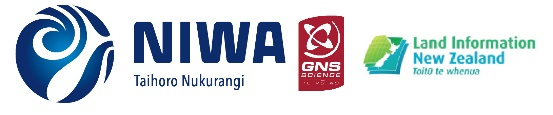 NIWA
Taihoro Nukurangi
GNS
SCIENCE
Land Information
New Zealand
Toitū te whenua